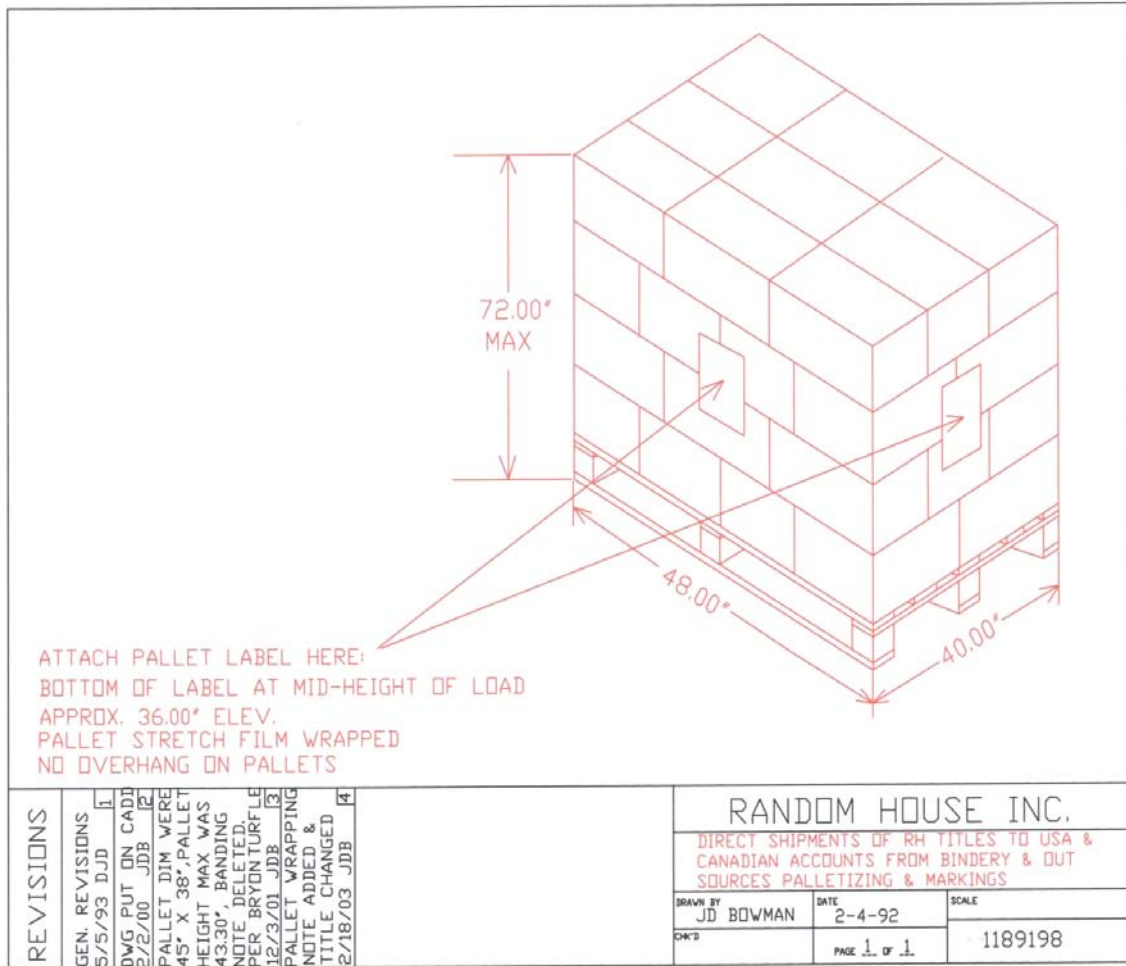 72.00"
MAX
48.00"
40.00"
ATTACH PALLET LABEL HERE:
BOTTOM OF LABEL AT MID-HEIGHT OF LOAD
APPROX. 36.00" ELEV.
PALLET STRETCH FILM WRAPPED
NO OVERHANG ON PALLETS
REVISIONS
GEN. REVISIONS 1
5/5/93 DJD
DWG PUT ON CADD
2/2/00 JDB 2
PALLET DIM WERE
45" X 38", PALLET
HEIGHT MAX WAS
43.30", BANDING
NOTE DELETED.
PER BRYONTURFLE
12/3/01 JDB 3
PALLET WRAPPING
NOTE ADDED &
TITLE CHANGED
2/18/03 JDB 4
RANDOM HOUSE INC.
DIRECT SHIPMENTS OF RH TITLES TO USA &
CANADIAN ACCOUNTS FROM BINDERY & OUT
SOURCES PALLETIZING & MARKINGS
DRAWN BY
JD BOWMAN
DATE
2-4-92
SCALE
CHK'D
PAGE 1 OF 1
1189198